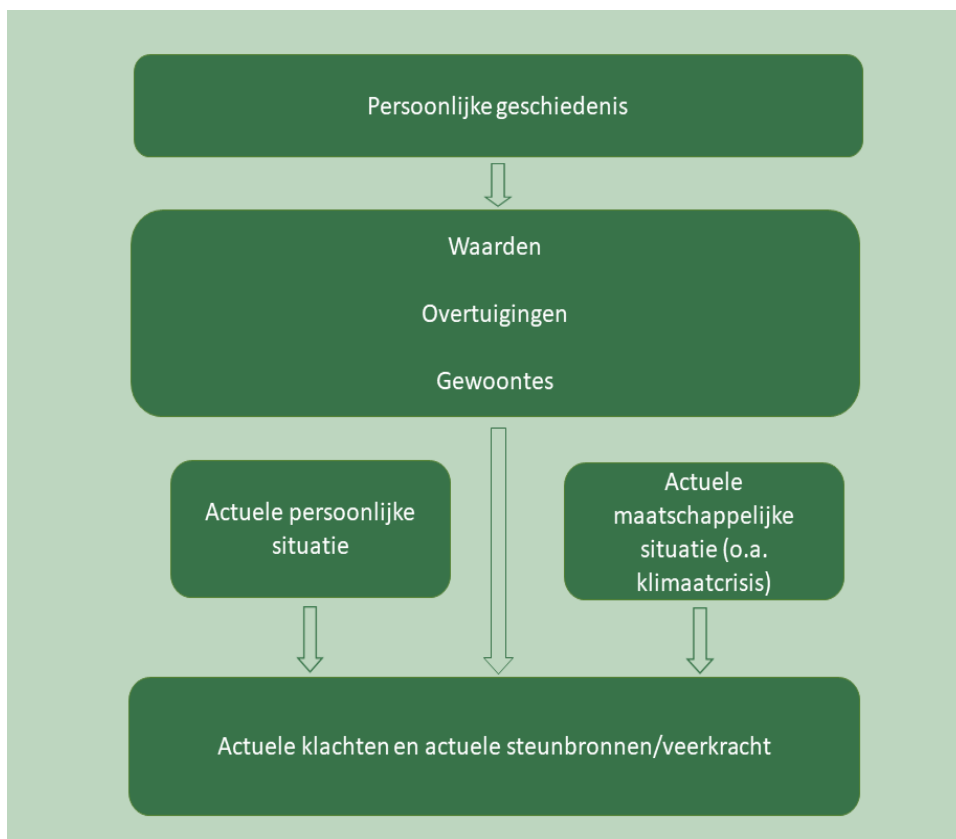 Persoonlijke geschiedenis
Waarden
Overtuigingen
Gewoontes
Actuele persoonlijke
situatie
Actuele
maatschappelijke
situatie (o.a.
klimaatcrisis)
Actuele klachten en actuele steunbronnen/veerkracht